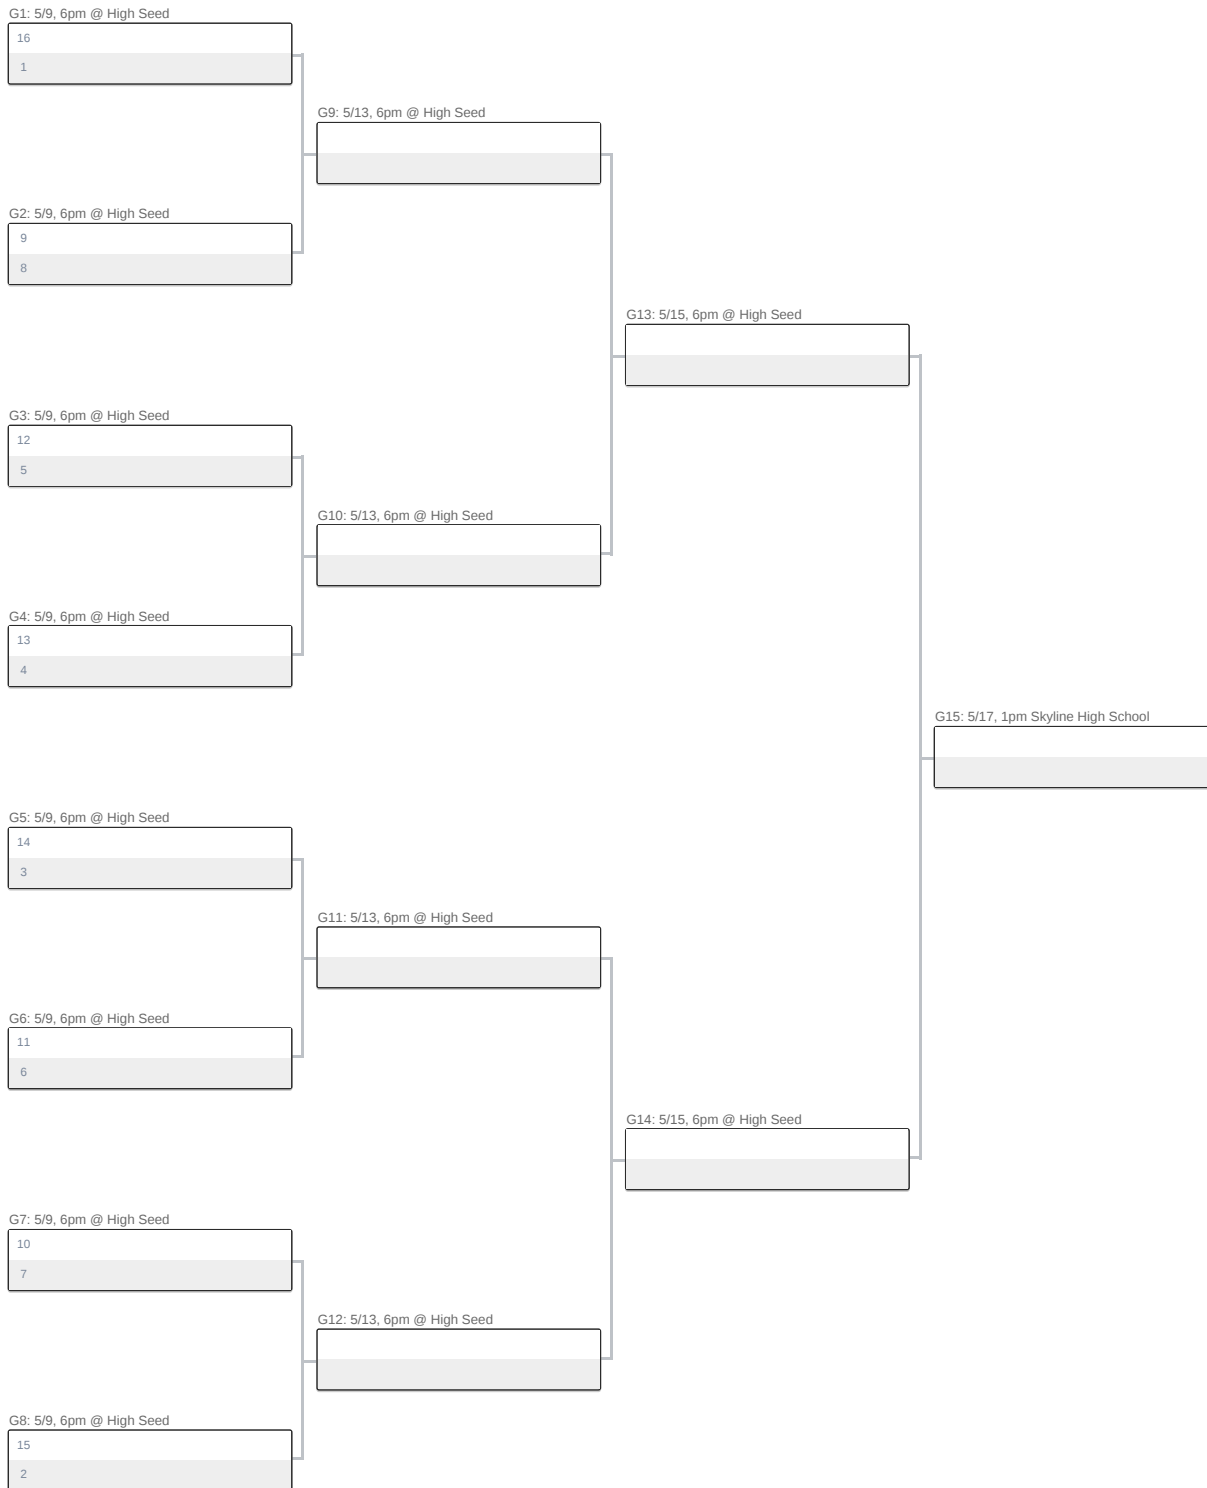 G1: 5/9, 6pm @ High Seed
16
1
G9: 5/13, 6pm @ High Seed
G2: 5/9, 6pm @ High Seed
9
8
G13: 5/15, 6pm @ High Seed
G3: 5/9, 6pm @ High Seed
12
5
G10: 5/13, 6pm @ High Seed
G4: 5/9, 6pm @ High Seed
13
4
G15: 5/17, 1pm Skyline High School
G5: 5/9, 6pm @ High Seed
14
3
G11: 5/13, 6pm @ High Seed
G6: 5/9, 6pm @ High Seed
11
6
G14: 5/15, 6pm @ High Seed
G7: 5/9, 6pm @ High Seed
10
7
G12: 5/13, 6pm @ High Seed
G8: 5/9, 6pm @ High Seed
15
2